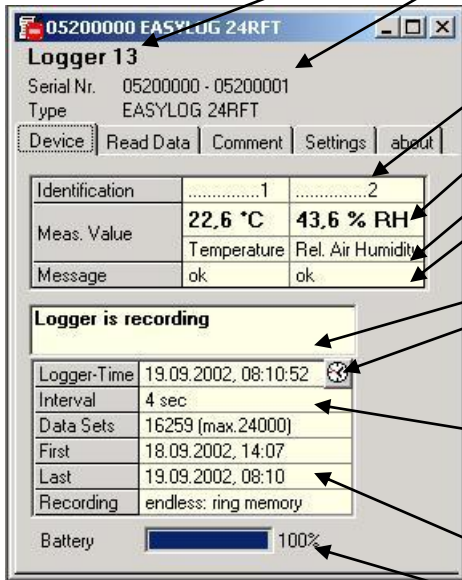 05200000 EASYLOG 24RFT
Logger 13
Serial Nr. 05200000 - 05200001
Type EASYLOG 24RFT
Device Read Data Comment Settings about
Identification ..............1 ..............2
Meas. Value 22,6 °C 43,6 % RH
Temperature Rel. Air Humidity
Message ok ok
Logger is recording
Logger-Time 19.09.2002, 08:10:52
Interval 4 sec
Data Sets 16259 (max.24000)
First 18.09.2002, 14:07
Last 19.09.2002, 08:10
Recording endless: ring memory
Battery 100%